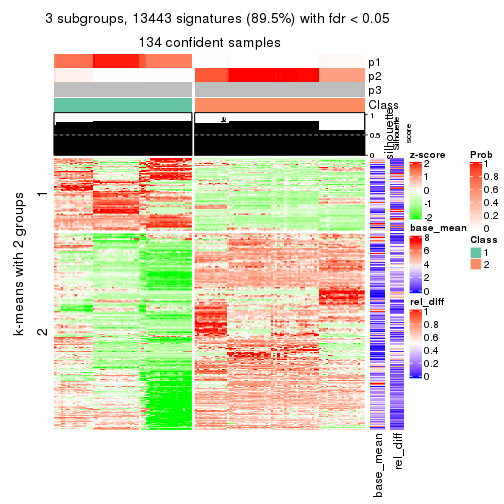 3 subgroups, 13443 signatures (89.5%) with fdr < 0.05
134 confident samples
p1
p2
p3
Class
1
0.5
0
silhouette
Silhouette
score
k-means with 2 groups
1
2
base_mean
rel_diff
z-score
2
1
0
-1
-2
base_mean
8
6
4
2
0
rel_diff
1
0.8
0.6
0.4
0.2
0
Prob
1
0.8
0.6
0.4
0.2
0
Class
1
2